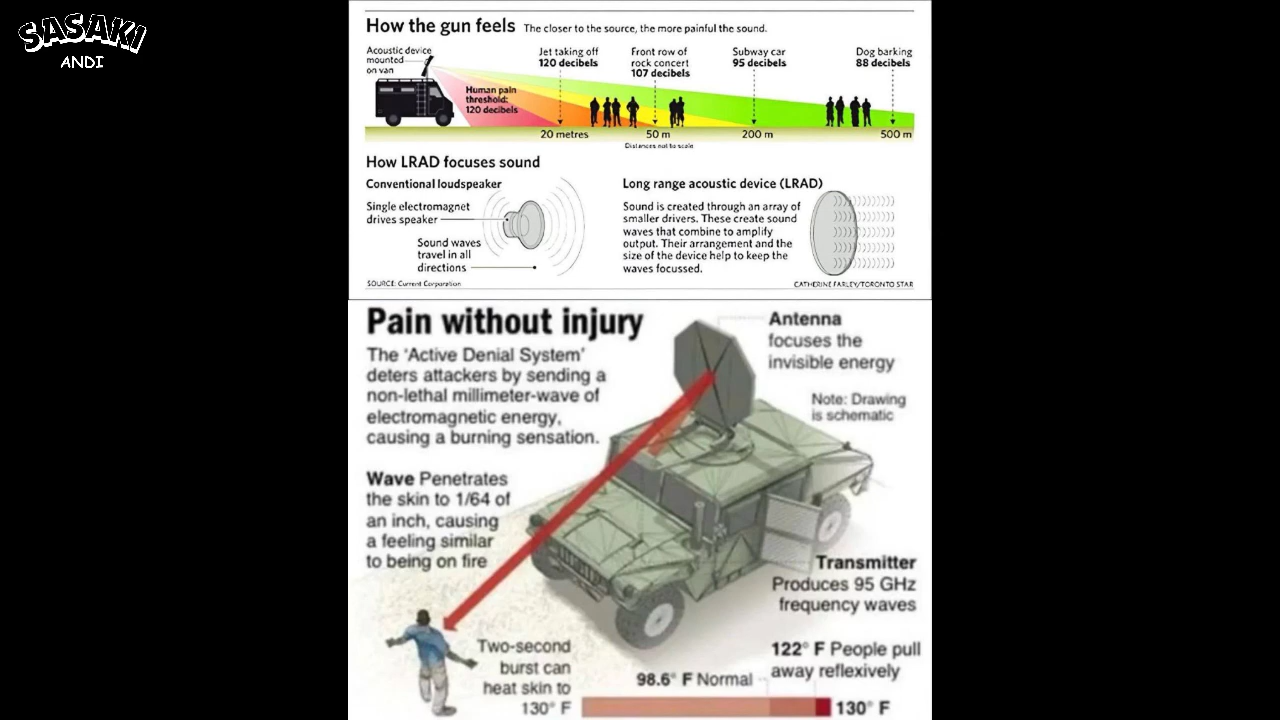 SASAKI
ANDI
How the gun feels The closer to the source, the more painful the sound.
Acoustic device
mounted
on van
Jet taking off
120 decibels
Front row of
rock concert
107 decibels
Subway car
95 decibels
Dog barking
88 decibels
Human pain
threshold:
120 decibels
20 metres
50 m
200 m
500 m
Distances not to scale
How LRAD focuses sound
Conventional loudspeaker
Single electromagnet
drives speaker
Sound waves
travel in all
directions
SOURCE: Current Corporation
Long range acoustic device (LRAD)
Sound is created through an array of
smaller drivers. These create sound
waves that combine to amplify
output. Their arrangement and the
size of the device help to keep the
waves focussed.
CATHERINE FARLEY/TORONTO STAR
Pain without injury
The 'Active Denial System'
deters attackers by sending a
non-lethal millimeter-wave of
electromagnetic energy,
causing a burning sensation.
Antenna
focuses the
invisible energy
Note: Drawing
is schematic
Wave Penetrates
the skin to 1/64 of
an inch, causing
a feeling similar
to being on fire
Transmitter
Produces 95 GHz
frequency waves
Two-second
burst can
heat skin to
130° F
98.6° F Normal
122° F People pull
away reflexively
130° F